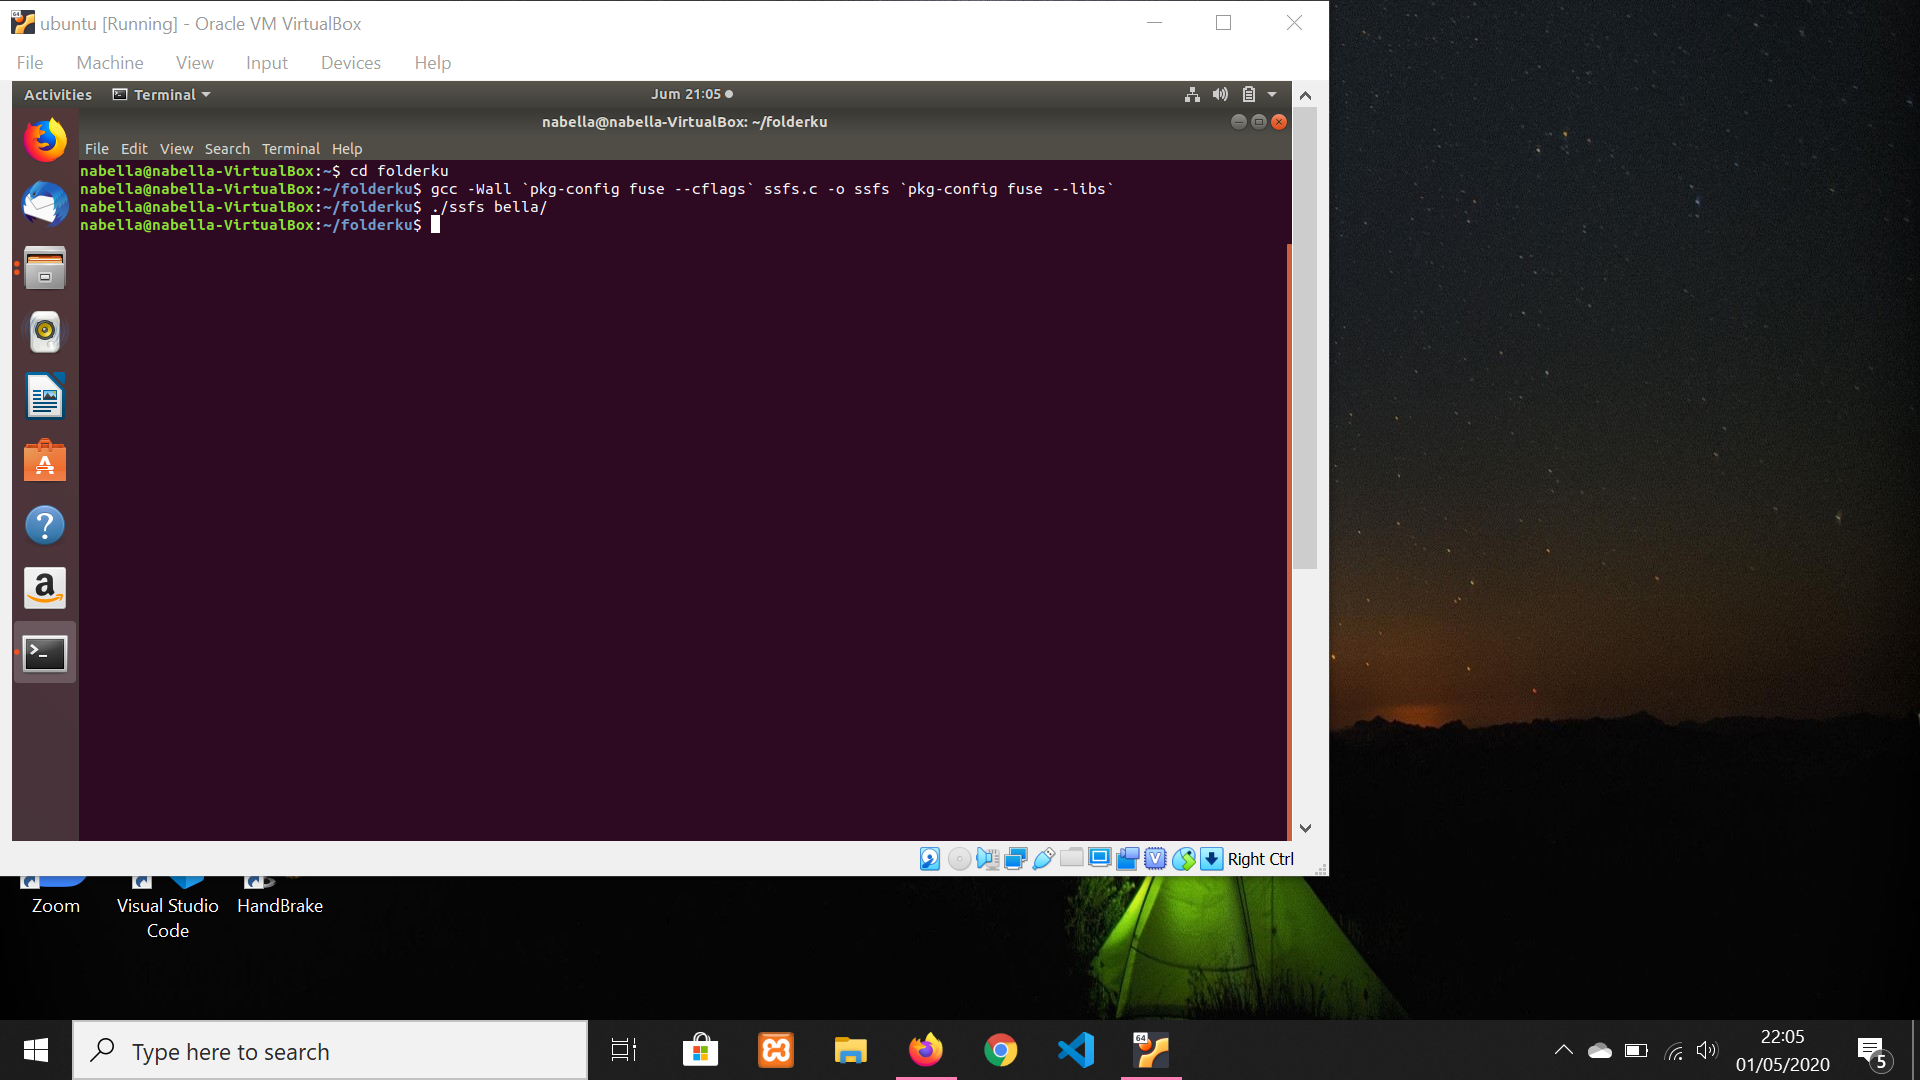 ubuntu [Running] - Oracle VM VirtualBox
File Machine View Input Devices Help
Activities Terminal Jum 21:05
nabella@nabella-VirtualBox: ~/folderku
File Edit View Search Terminal Help
nabella@nabella-VirtualBox:~$ cd folderku
nabella@nabella-VirtualBox:~/folderku$ gcc -Wall `pkg-config fuse --cflags` ssfs.c -o ssfs `pkg-config fuse --libs`
nabella@nabella-VirtualBox:~/folderku$ ./ssfs bella/
nabella@nabella-VirtualBox:~/folderku$
Right Ctrl
Zoom
Visual Studio Code
HandBrake
Type here to search
64
22:05
01/05/2020
5